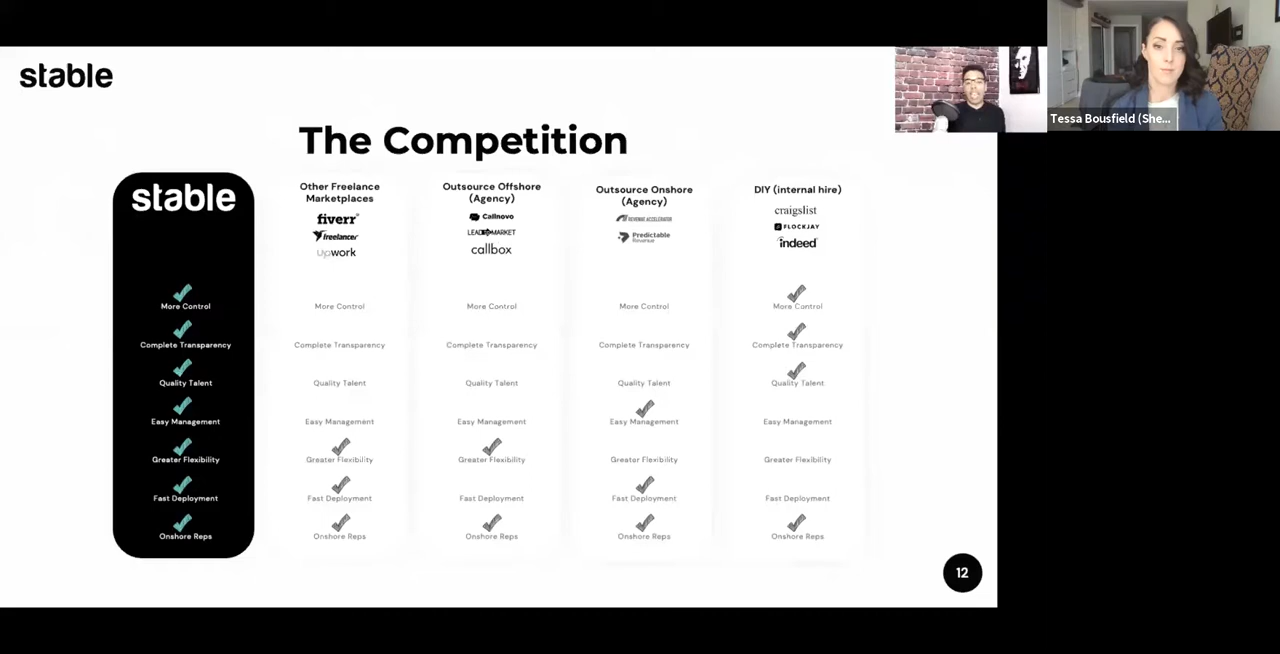 stable
Tessa Bousfield (She...
The Competition
stable
More Control
Complete Transparency
Quality Talent
Easy Management
Greater Flexibility
Fast Deployment
Onshore Reps
Other Freelance
Marketplaces
fiverr
freelancer
upwork
More Control
Complete Transparency
Quality Talent
Easy Management
Greater Flexibility
Fast Deployment
Onshore Reps
Outsource Offshore
(Agency)
Callnovo
callbox
More Control
Complete Transparency
Quality Talent
Easy Management
Greater Flexibility
Fast Deployment
Onshore Reps
Outsource Onshore
(Agency)
REVENUE ACCELERATOR
Predictable
Revenue
More Control
Complete Transparency
Quality Talent
Easy Management
Greater Flexibility
Fast Deployment
Onshore Reps
DIY (internal hire)
craigslist
FLOCKJAY
indeed
More Control
Complete Transparency
Quality Talent
Easy Management
Greater Flexibility
Fast Deployment
Onshore Reps
12